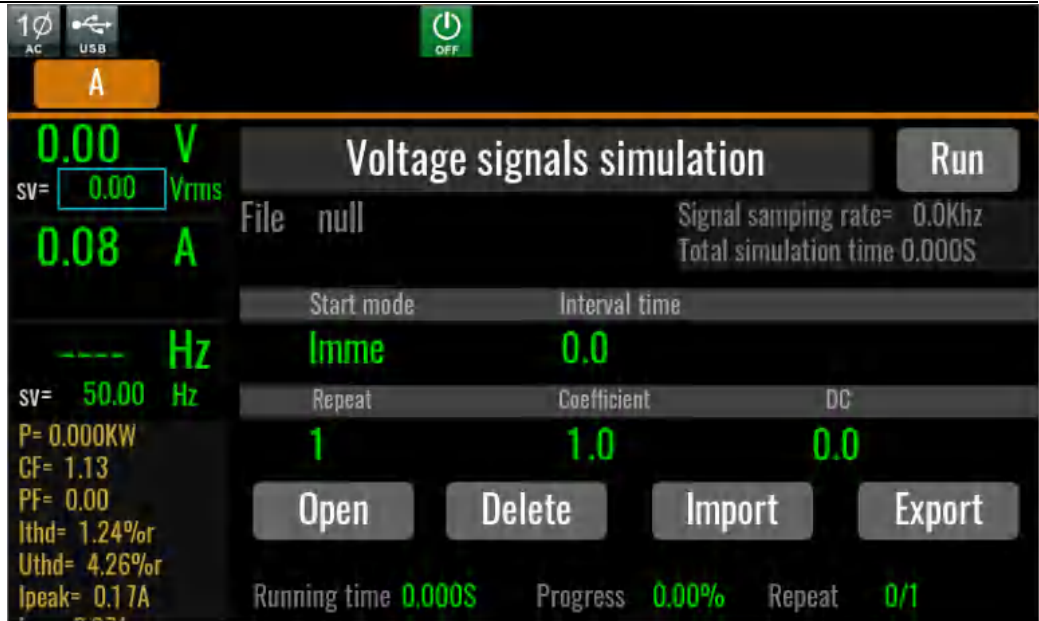 1Ø
AC
USB
OFF
A
0.00 V
sv= 0.00 Vrms
0.08 A
---- Hz
sv= 50.00 Hz
P= 0.000KW
CF= 1.13
PF= 0.00
Ithd= 1.24%r
Uthd= 4.26%r
Ipeak= 0.17A
Voltage signals simulation
Run
File null
Signal samping rate= 0.0Khz
Total simulation time 0.000S
Start mode Interval time
Imme 0.0
Repeat Coefficient DC
1 1.0 0.0
Open Delete Import Export
Running time 0.000S Progress 0.00% Repeat 0/1